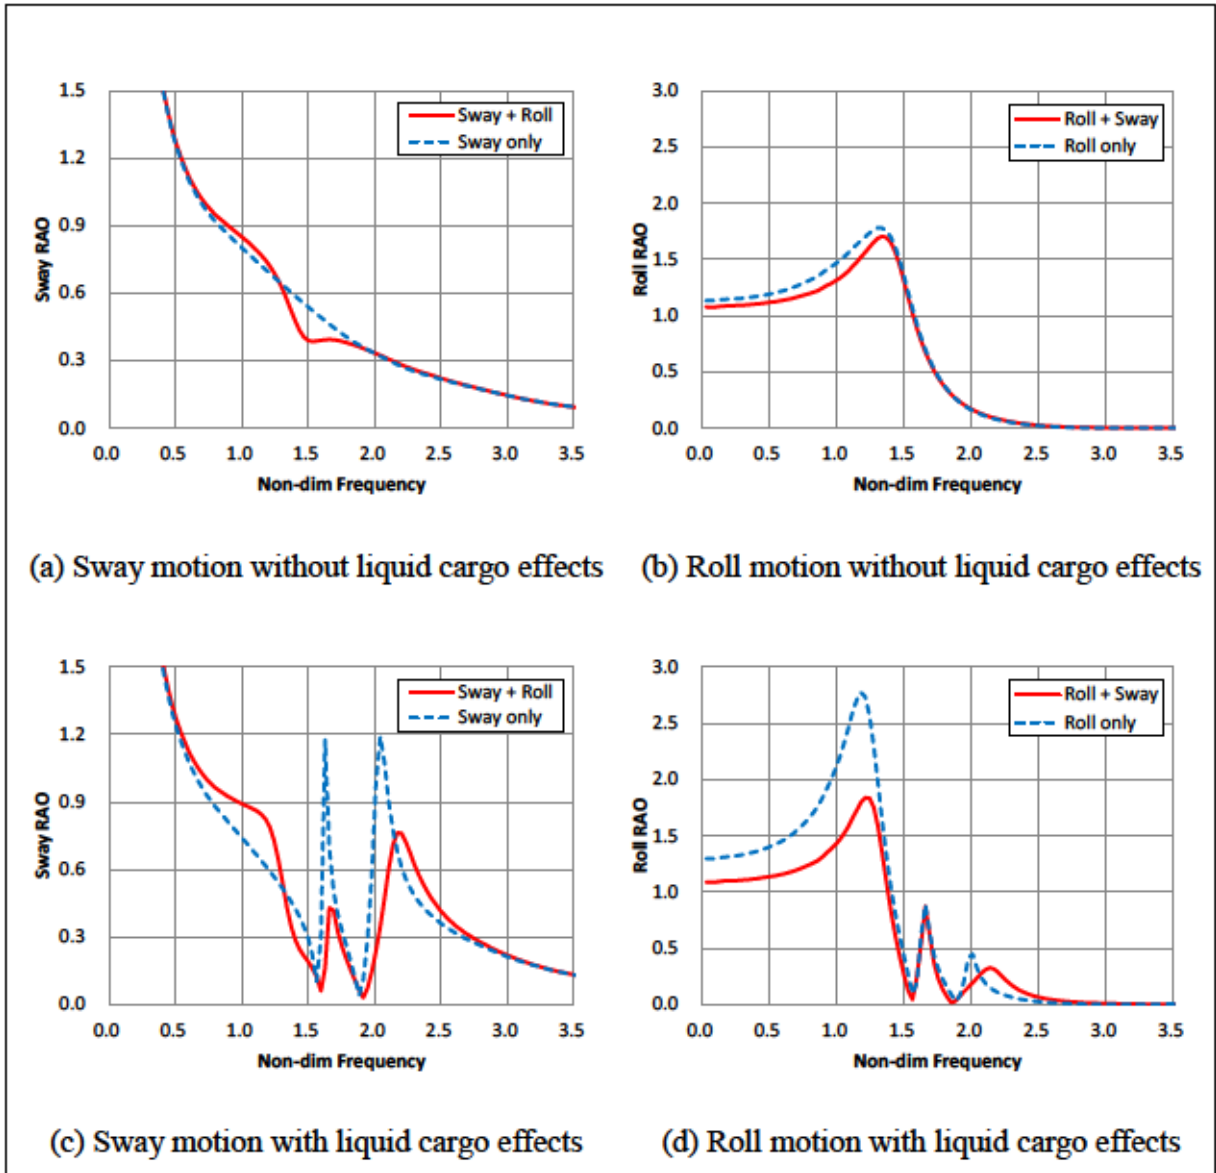 1.5
1.2
0.9
0.6
0.3
0.0
Sway RAO
Sway + Roll
Sway only
0.0 0.5 1.0 1.5 2.0 2.5 3.0 3.5
Non-dim Frequency
(a) Sway motion without liquid cargo effects
3.0
2.5
2.0
1.5
1.0
0.5
0.0
Roll RAO
Roll + Sway
Roll only
0.0 0.5 1.0 1.5 2.0 2.5 3.0 3.5
Non-dim Frequency
(b) Roll motion without liquid cargo effects
1.5
1.2
0.9
0.6
0.3
0.0
Sway RAO
Sway + Roll
Sway only
0.0 0.5 1.0 1.5 2.0 2.5 3.0 3.5
Non-dim Frequency
(c) Sway motion with liquid cargo effects
3.0
2.5
2.0
1.5
1.0
0.5
0.0
Roll RAO
Roll + Sway
Roll only
0.0 0.5 1.0 1.5 2.0 2.5 3.0 3.5
Non-dim Frequency
(d) Roll motion with liquid cargo effects